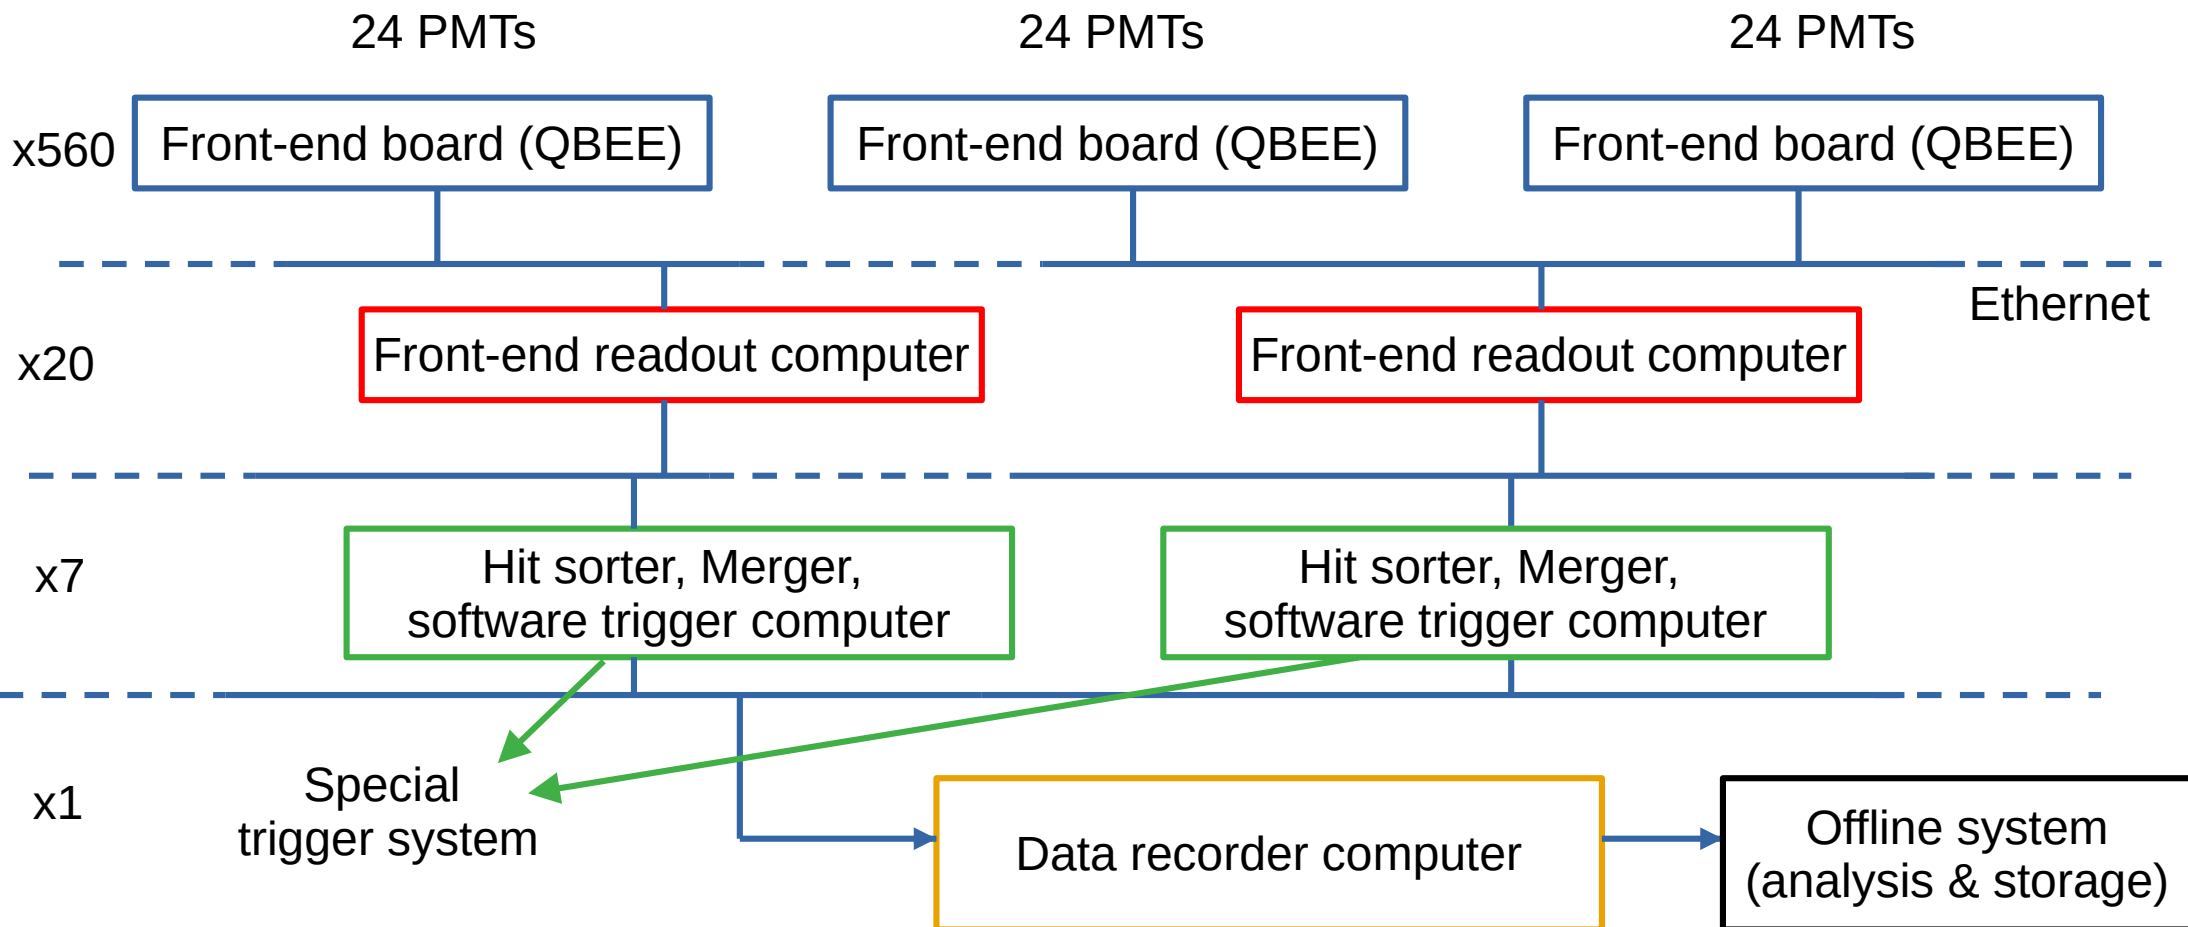 24 PMTs
24 PMTs
24 PMTs
x560
Front-end board (QBEE)
Front-end board (QBEE)
Front-end board (QBEE)
Ethernet
x20
Front-end readout computer
Front-end readout computer
x7
Hit sorter, Merger,
software trigger computer
Hit sorter, Merger,
software trigger computer
x1
Special
trigger system
Data recorder computer
Offline system
(analysis & storage)